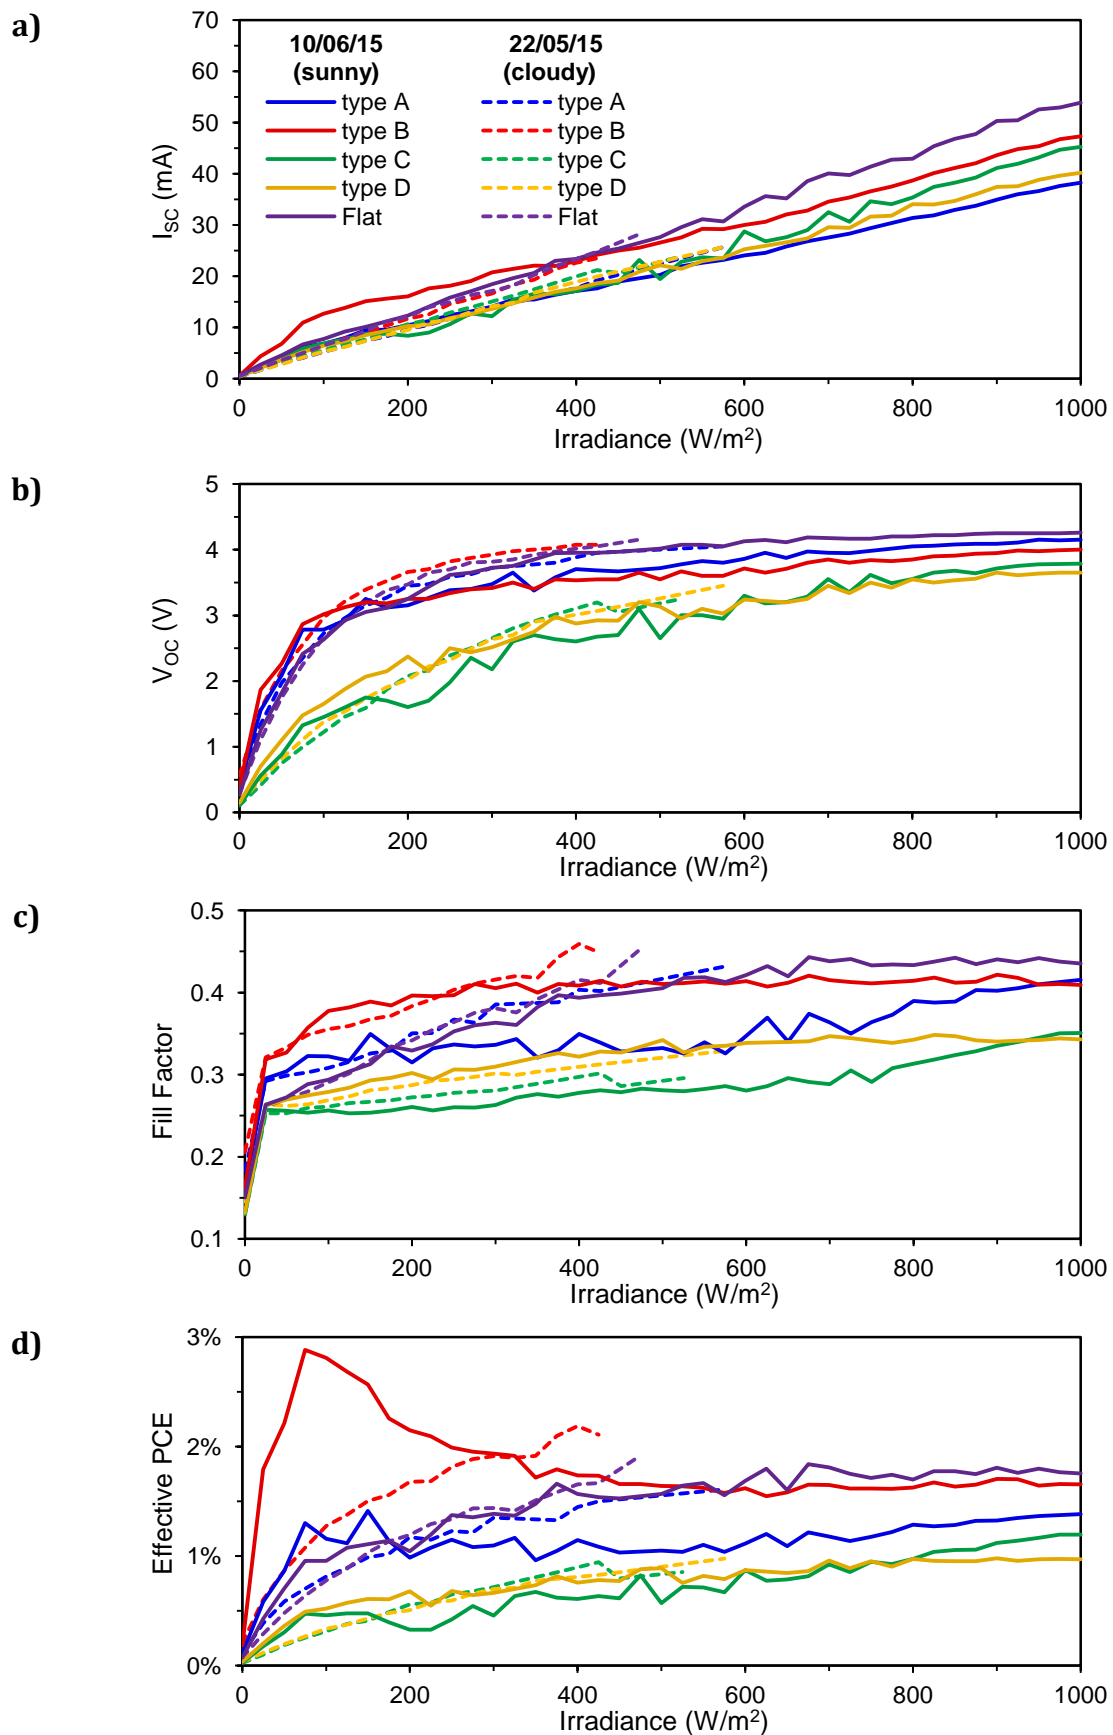 a)
70
60
50
40
30
20
10
0
I_SC (mA)
10/06/15 22/05/15
(sunny) (cloudy)
type A type A
type B type B
type C type C
type D type D
Flat Flat
0 200 400 600 800 1000
Irradiance (W/m²)
b)
5
4
3
2
1
0
V_OC (V)
0 200 400 600 800 1000
Irradiance (W/m²)
c)
0.5
0.4
0.3
0.2
0.1
Fill Factor
0 200 400 600 800 1000
Irradiance (W/m²)
d)
3%
2%
1%
0%
Effective PCE
0 200 400 600 800 1000
Irradiance (W/m²)